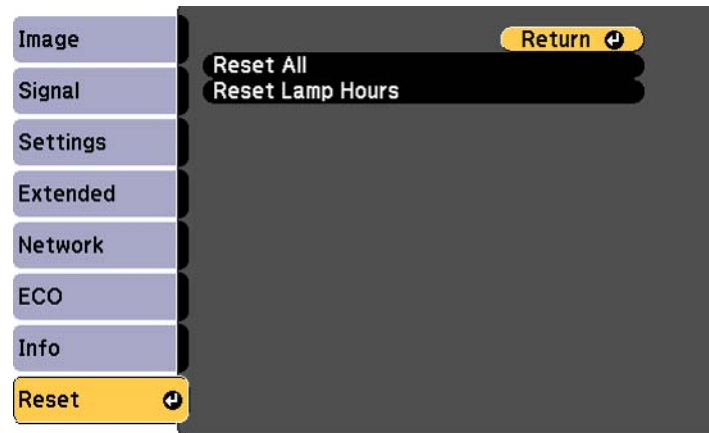 Image
Signal
Settings
Extended
Network
ECO
Info
Reset
Return
Reset All
Reset Lamp Hours